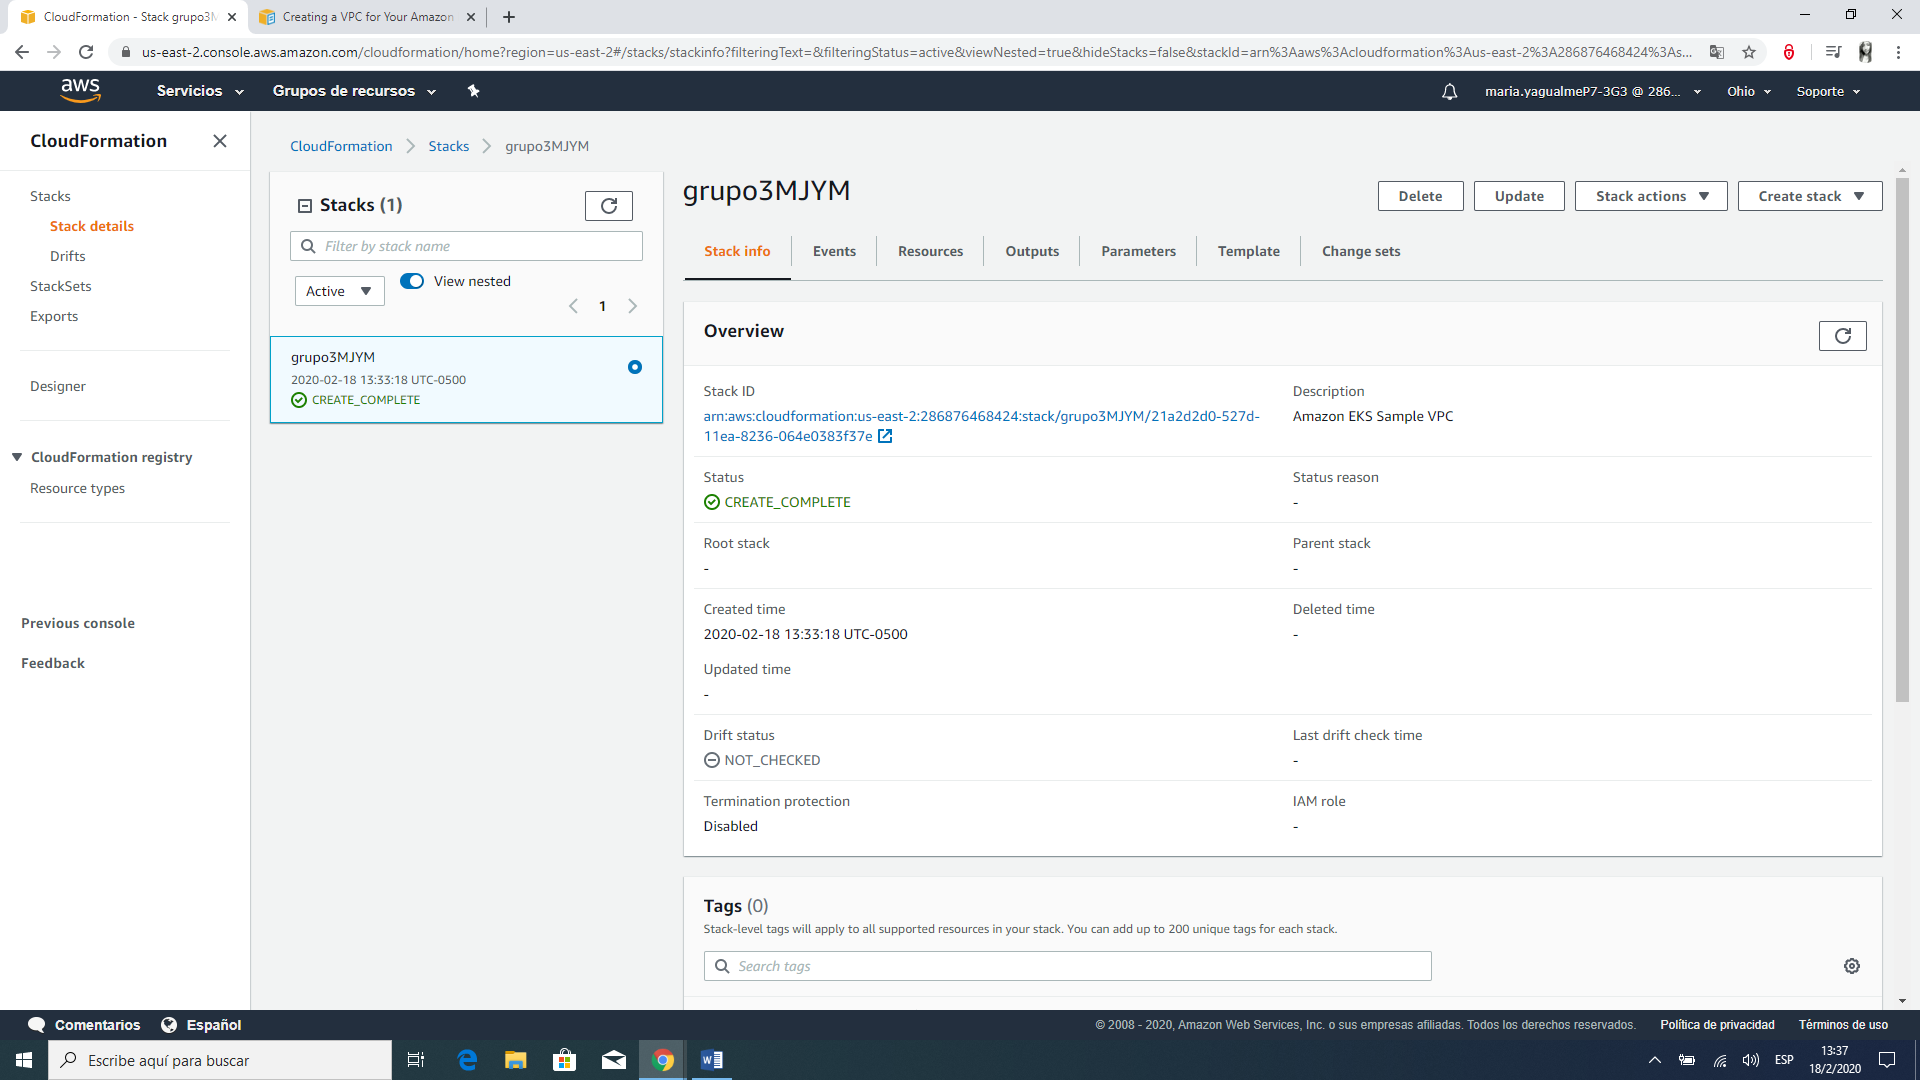 CloudFormation - Stack grupo3M
Creating a VPC for Your Amazon
us-east-2.console.aws.amazon.com/cloudformation/home?region=us-east-2#/stacks/stackinfo?filteringText=&filteringStatus=active&viewNested=true&hideStacks=false&stackId=arn%3Aaws%3Acloudformation%3Aus-east-2%3A286876468424%3As...
aws
Servicios
Grupos de recursos
maria.yagualmeP7-3G3 @ 286...
Ohio
Soporte
CloudFormation
Stacks
Stack details
Drifts
StackSets
Exports
Designer
CloudFormation registry
Resource types
Previous console
Feedback
CloudFormation
Stacks
grupo3MJYM
Stacks (1)
Filter by stack name
Active
View nested
1
grupo3MJYM
2020-02-18 13:33:18 UTC-0500
CREATE_COMPLETE
grupo3MJYM
Delete
Update
Stack actions
Create stack
Stack info
Events
Resources
Outputs
Parameters
Template
Change sets
Overview
Stack ID
arn:aws:cloudformation:us-east-2:286876468424:stack/grupo3MJYM/21a2d2d0-527d-
11ea-8236-064e0383f37e
Description
Amazon EKS Sample VPC
Status
CREATE_COMPLETE
Status reason
-
Root stack
-
Parent stack
-
Created time
2020-02-18 13:33:18 UTC-0500
Deleted time
-
Updated time
-
Drift status
NOT_CHECKED
Last drift check time
-
Termination protection
Disabled
IAM role
-
Tags (0)
Stack-level tags will apply to all supported resources in your stack. You can add up to 200 unique tags for each stack.
Search tags
Comentarios
Español
© 2008 - 2020, Amazon Web Services, Inc. o sus empresas afiliadas. Todos los derechos reservados.
Política de privacidad
Términos de uso
Escribe aquí para buscar
ESP
13:37
18/2/2020